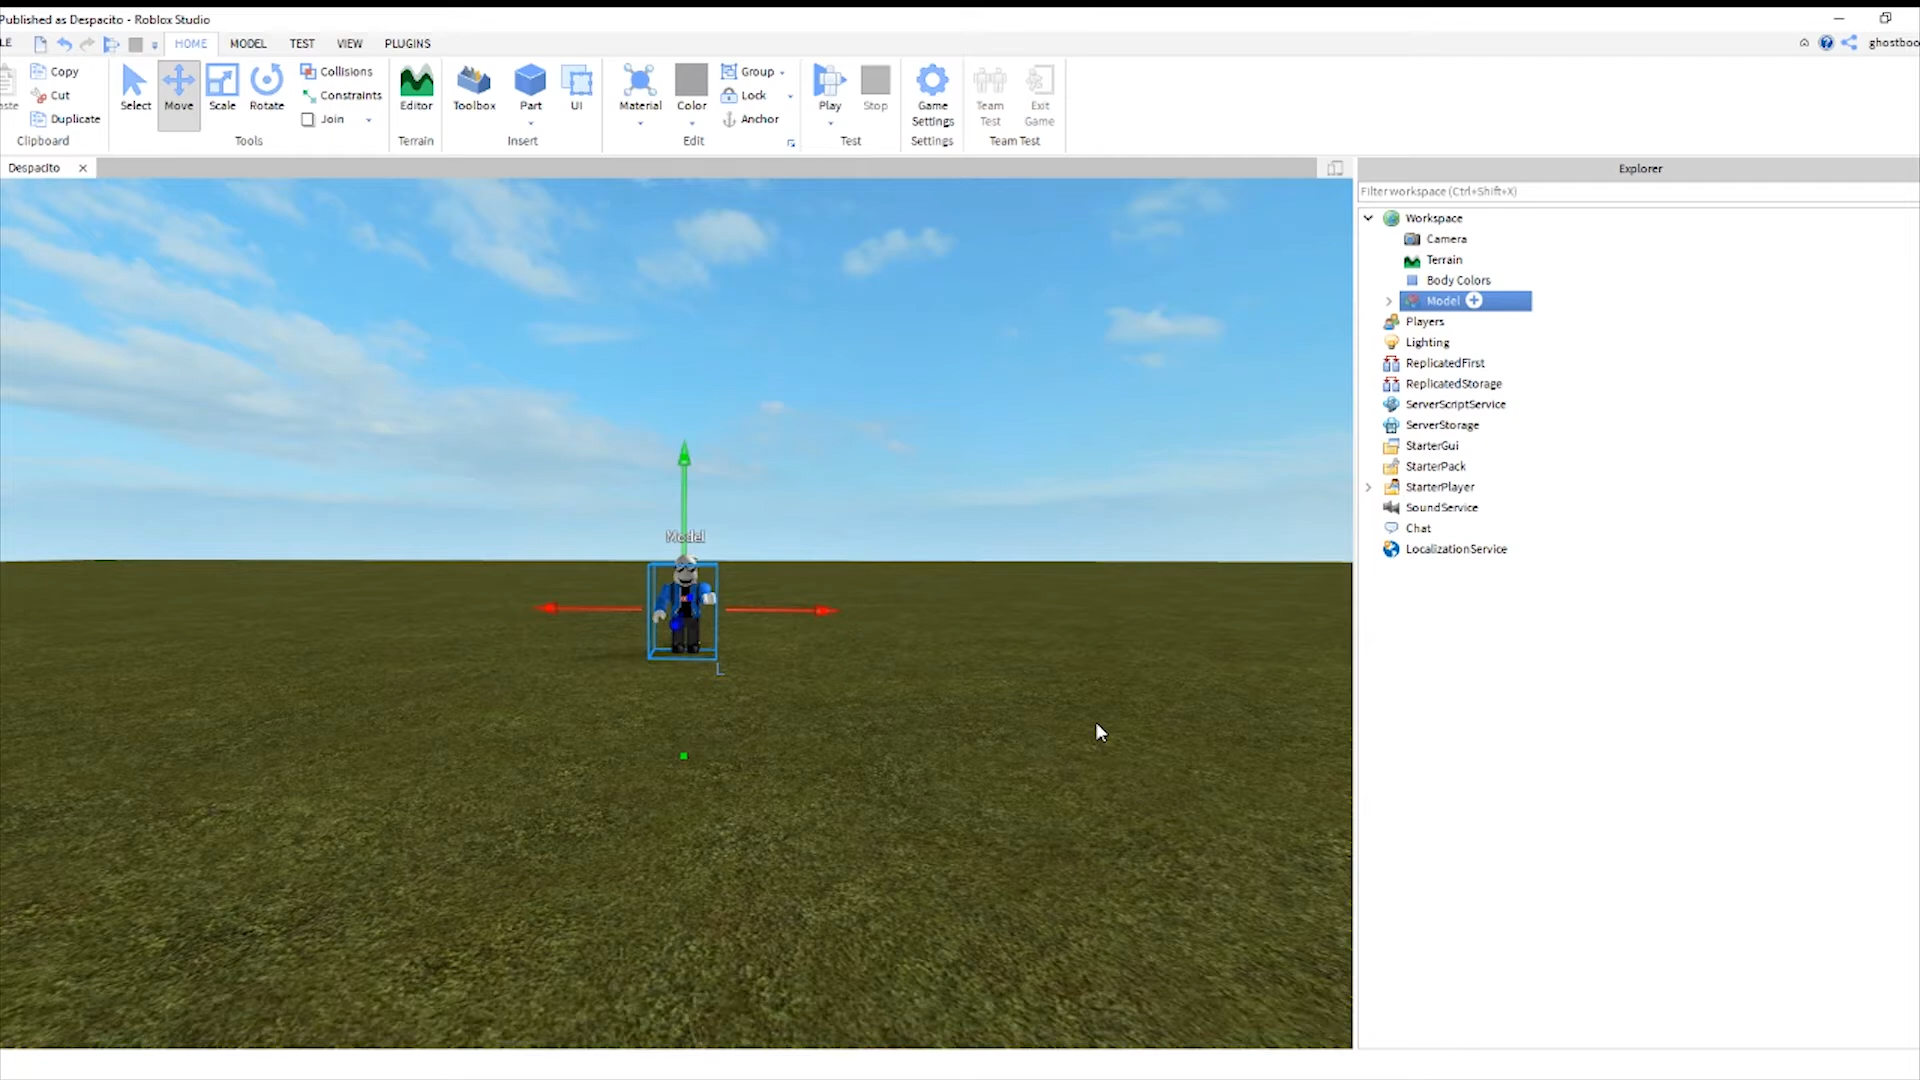 Published as Despacito - Roblox Studio
LE HOME MODEL TEST VIEW PLUGINS ghostboo
Copy
Cut
Duplicate
Clipboard
Select Move Scale Rotate
Collisions
Constraints
Join
Tools
Editor
Terrain
Toolbox Part UI
Insert
Material Color
Group
Lock
Anchor
Edit
Play Stop
Test
Game Settings
Settings
Team Test
Exit Game
Team Test
Despacito
Model
L
Explorer
Filter workspace (Ctrl+Shift+X)
Workspace
Camera
Terrain
Body Colors
Model
Players
Lighting
ReplicatedFirst
ReplicatedStorage
ServerScriptService
ServerStorage
StarterGui
StarterPack
StarterPlayer
SoundService
Chat
LocalizationService